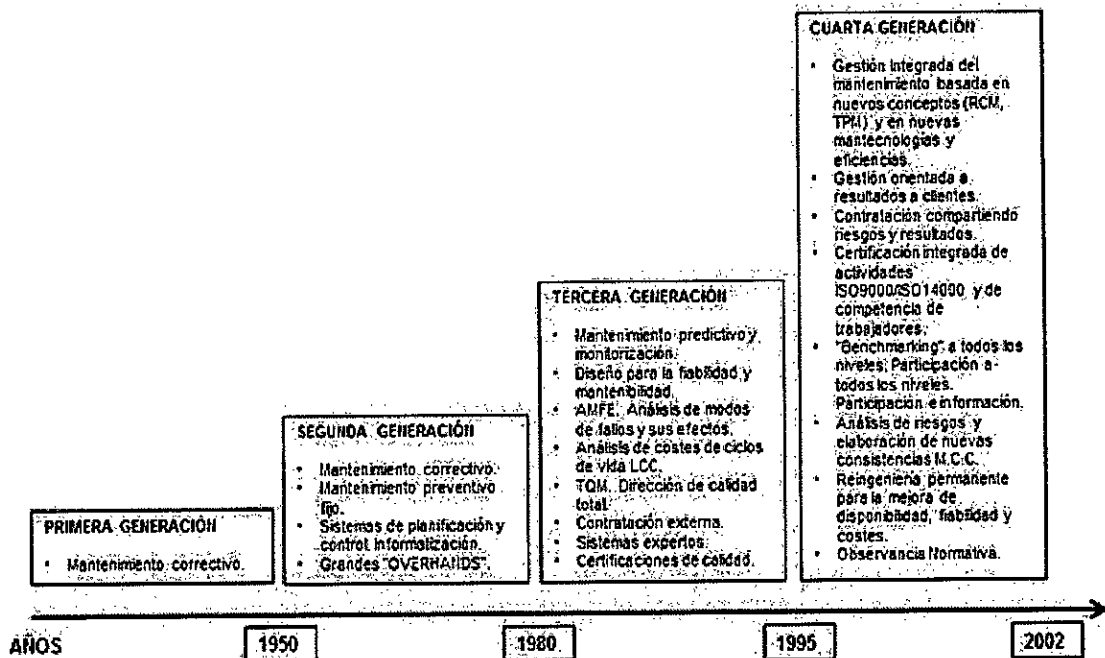 CUARTA GENERACIÓN
• Gestión integrada del
mantenimiento basada en
nuevos conceptos (RCM,
TPM) y en nuevas
mantecnologías y
eficiencias.
• Gestión orientada a
resultados a clientes.
• Contratación compartiendo
riesgos y resultados.
• Certificación integrada de
actividades
ISO9000/ISO14000 y de
competencia de
trabajadores.
• "Benchmarking" a todos los
niveles. Participación a
todos los niveles.
Participación e información.
• Análisis de riesgos y
elaboración de nuevas
consistencias M.C.C.
• Reingeniería permanente
para la mejora de
disponibilidad, fiabilidad y
costes.
• Observancia Normativa.
TERCERA GENERACIÓN
• Mantenimiento predictivo y
monitorización.
• Diseño para la fiabilidad y
mantenibilidad.
• AMFE. Análisis de modos
de fallos y sus efectos.
• Análisis de costes de ciclos
de vida LCC.
• TQM. Dirección de calidad
total.
• Contratación externa.
• Sistemas expertos.
• Certificaciones de calidad.
SEGUNDA GENERACIÓN
• Mantenimiento correctivo.
• Mantenimiento preventivo
fijo.
• Sistemas de planificación y
control. Informalización.
• Grandes "OVERHANDS".
PRIMERA GENERACIÓN
• Mantenimiento correctivo.
AÑOS 1950 1980 1995 2002